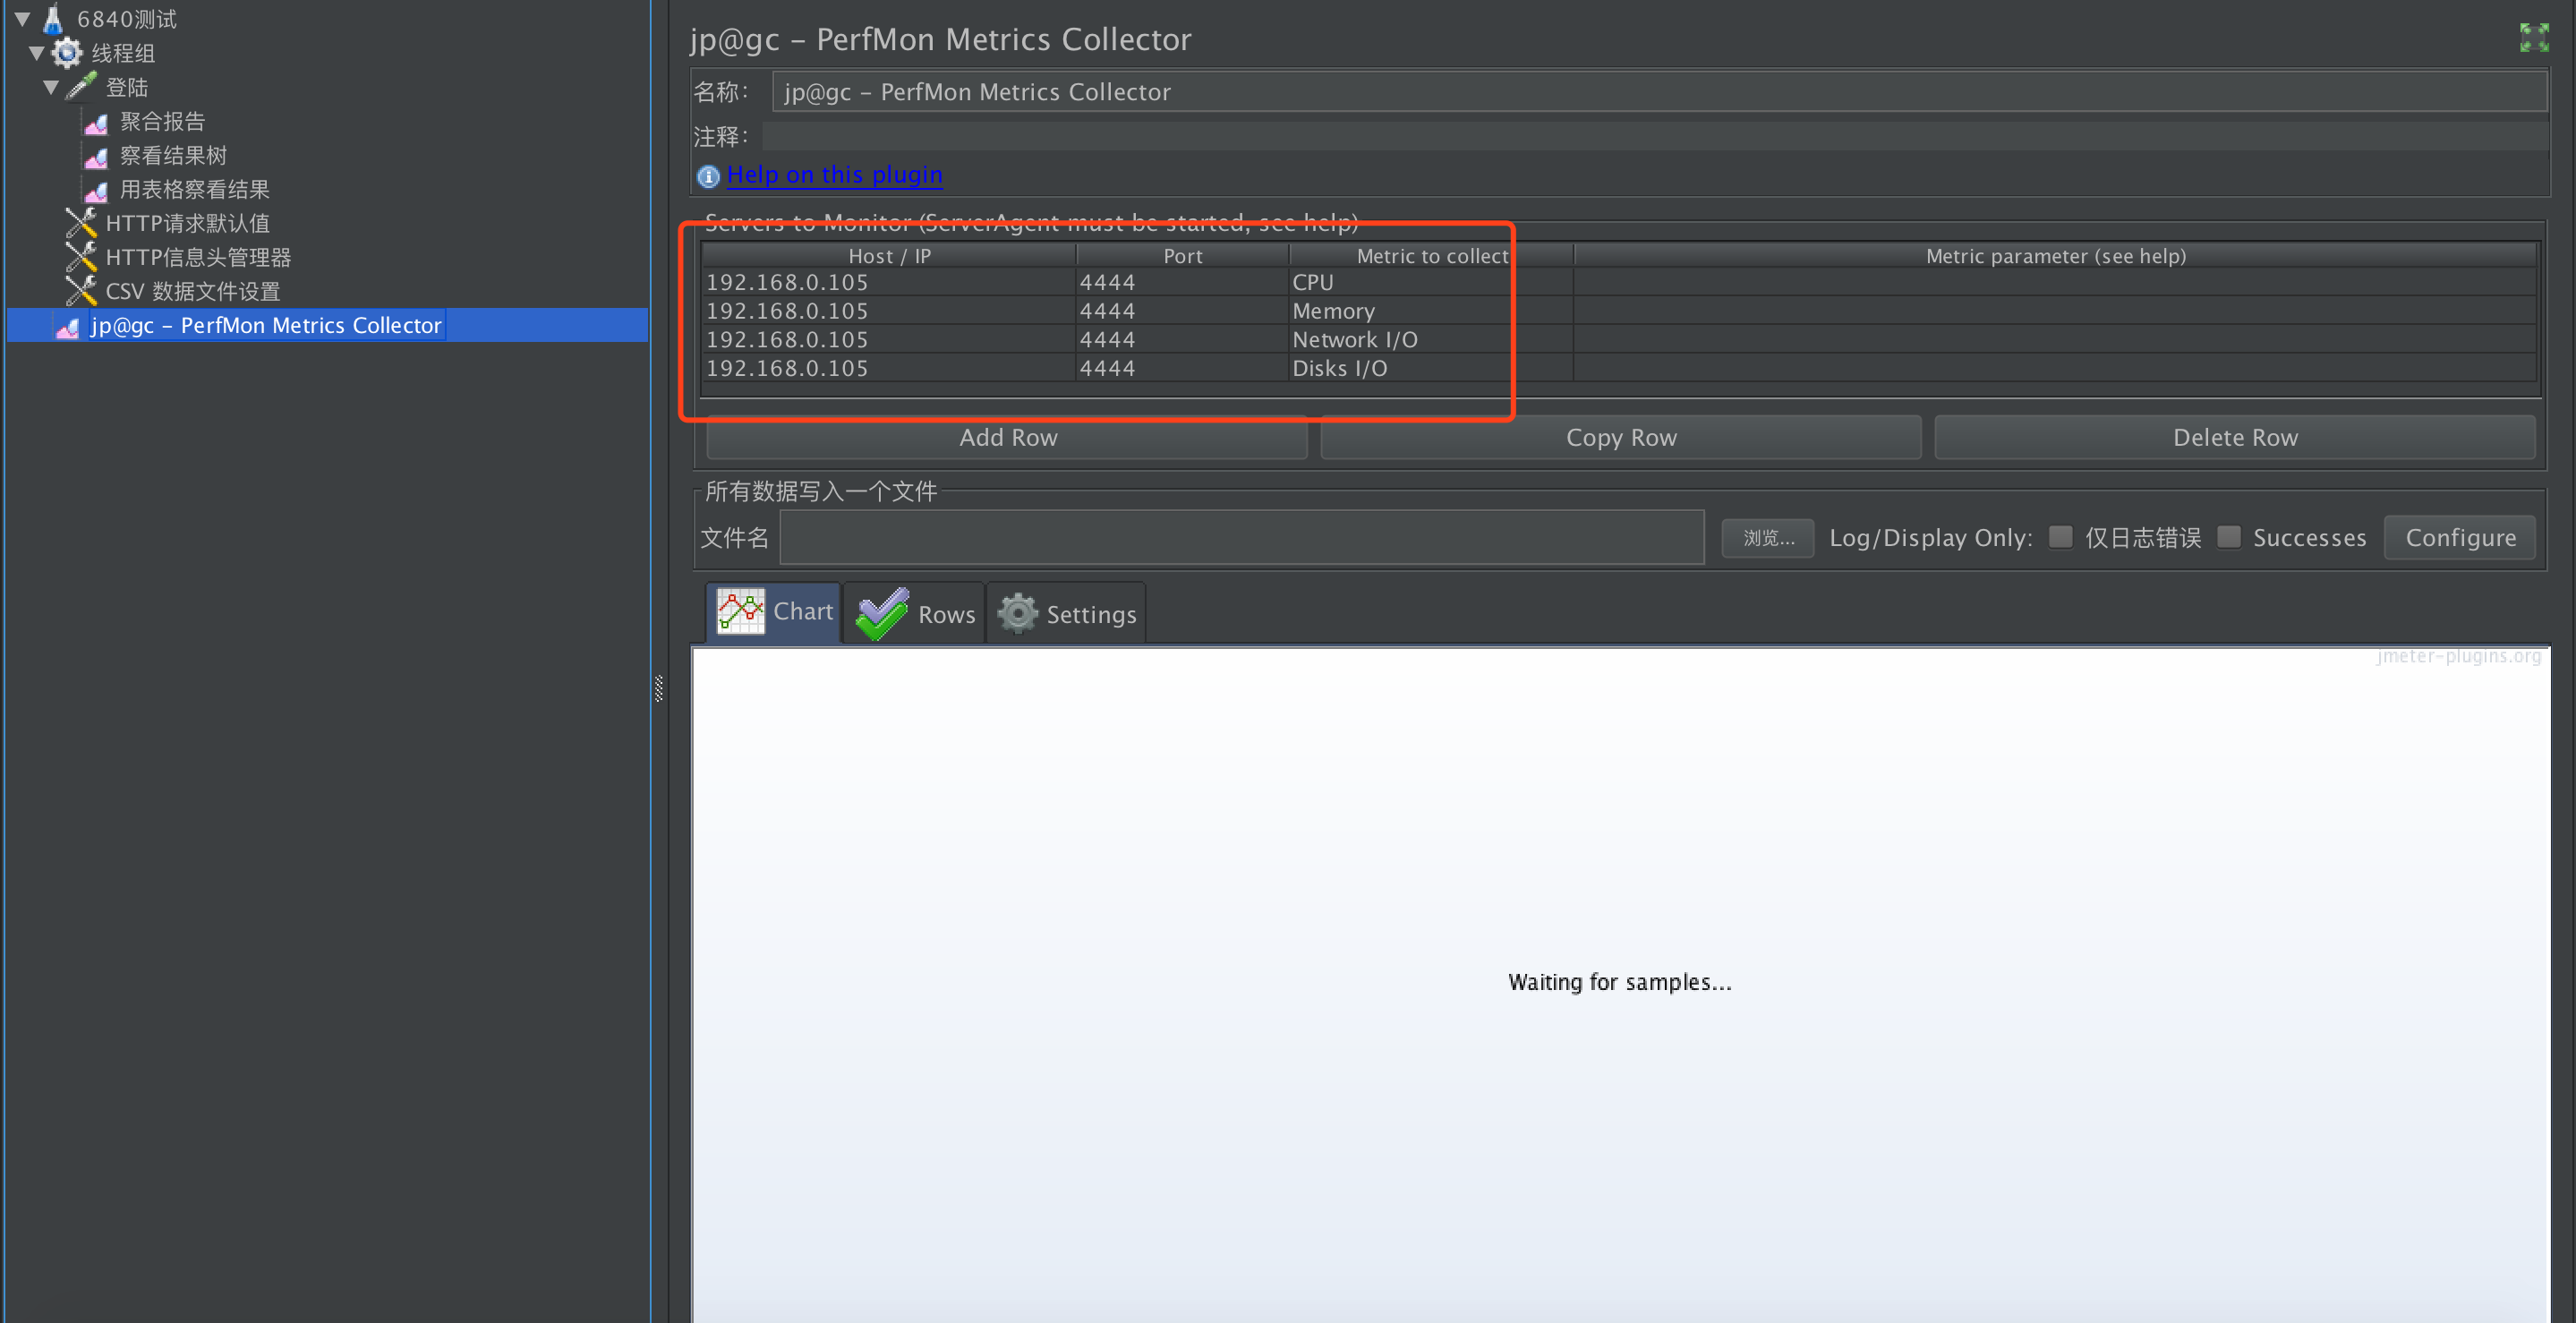 6840测试
线程组
登陆
聚合报告
察看结果树
用表格察看结果
HTTP请求默认值
HTTP信息头管理器
CSV 数据文件设置
jp@gc – PerfMon Metrics Collector
jp@gc – PerfMon Metrics Collector
名称： jp@gc – PerfMon Metrics Collector
注释：
Help on this plugin
Servers to Monitor (ServerAgent must be started, see help)
Host / IP Port Metric to collect Metric parameter (see help)
192.168.0.105 4444 CPU
192.168.0.105 4444 Memory
192.168.0.105 4444 Network I/O
192.168.0.105 4444 Disks I/O
Add Row Copy Row Delete Row
所有数据写入一个文件
文件名 浏览... Log/Display Only: 仅日志错误 Successes Configure
Chart Rows Settings
jmeter-plugins.org
Waiting for samples...